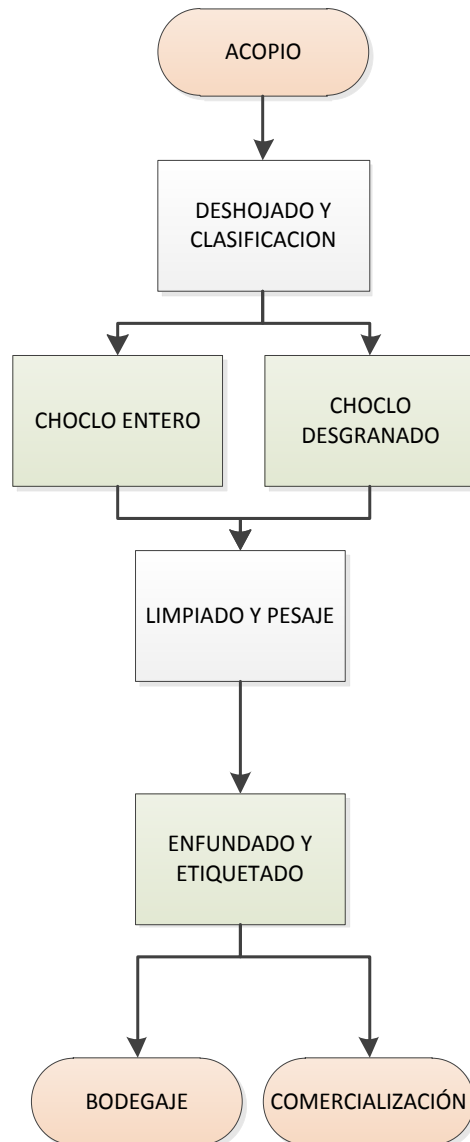 ACOPIO
DESHOJADO Y
CLASIFICACION
CHOCLO ENTERO
CHOCLO
DESGRANADO
LIMPIADO Y PESAJE
ENFUNDADO Y
ETIQUETADO
BODEGAJE
COMERCIALIZACIÓN